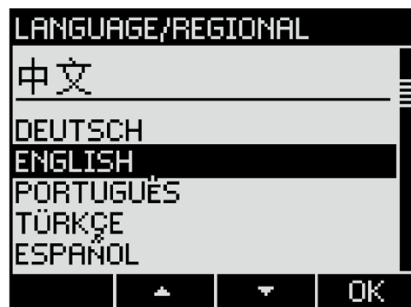 LANGUAGE/REGIONAL
中文
DEUTSCH
ENGLISH
PORTUGUÊS
TÜRKÇE
ESPAÑOL
OK